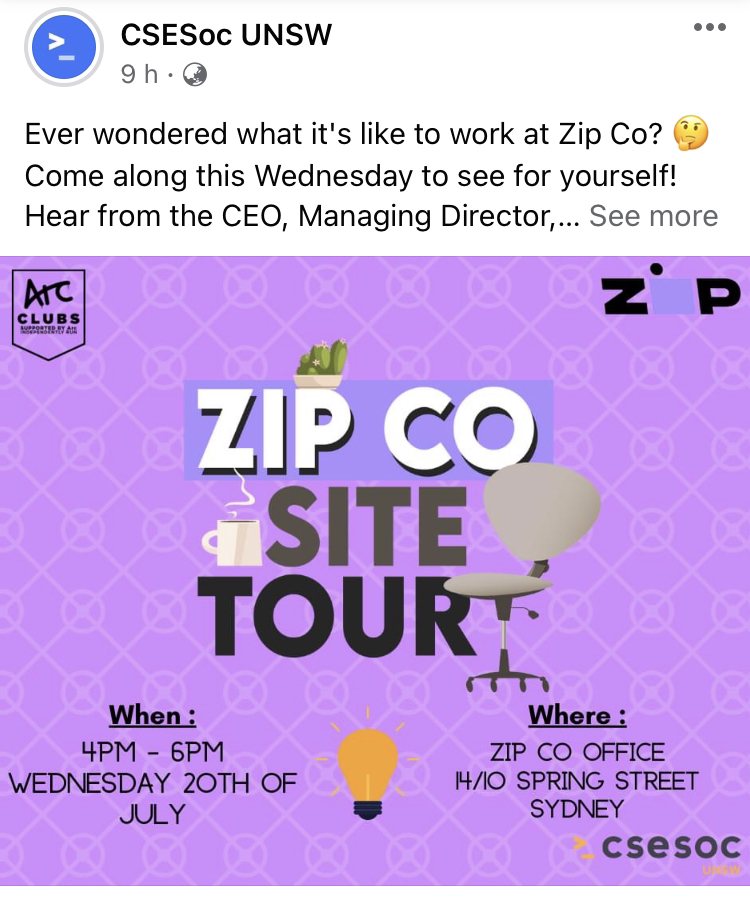 CSESoc UNSW
9 h ·
Ever wondered what it's like to work at Zip Co? 🤔
Come along this Wednesday to see for yourself!
Hear from the CEO, Managing Director,... See more
Arc
CLUBS
SUPPORTED BY Arc
INDEPENDENTLY RUN
ZIP
ZIP CO
SITE
TOUR
When :
4PM - 6PM
WEDNESDAY 20TH OF
JULY
Where :
ZIP CO OFFICE
14/10 SPRING STREET
SYDNEY
>_ csesoc
UNSW